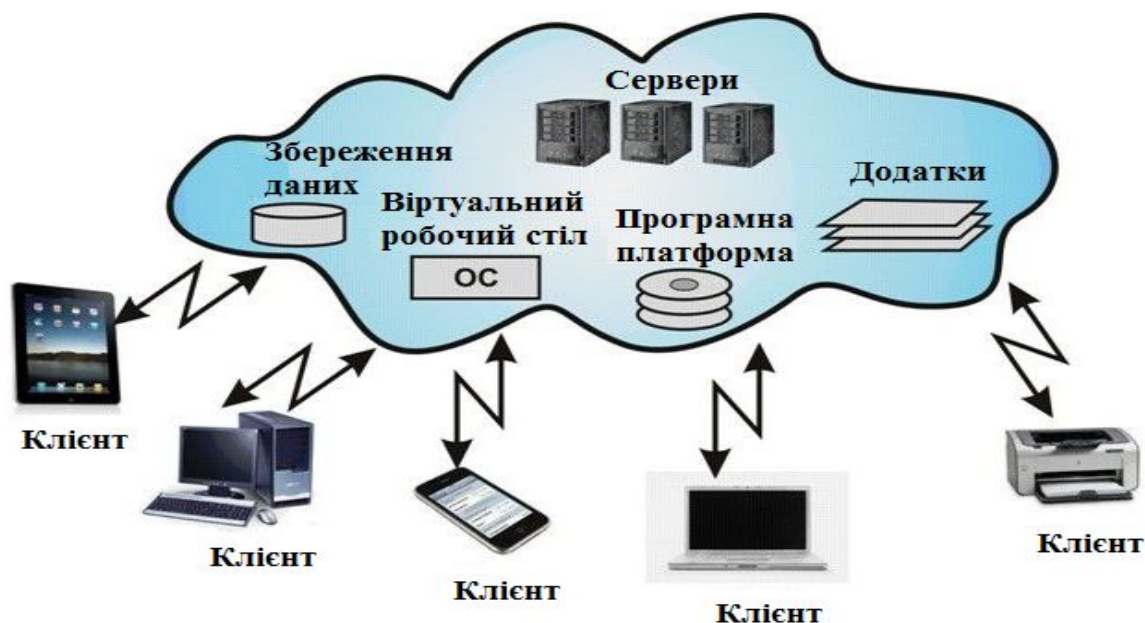 Сервери
Збереження
даних
Віртуальний
робочий стіл
ОС
Програмна
платформа
Додатки
Клієнт
Клієнт
Клієнт
Клієнт
Клієнт